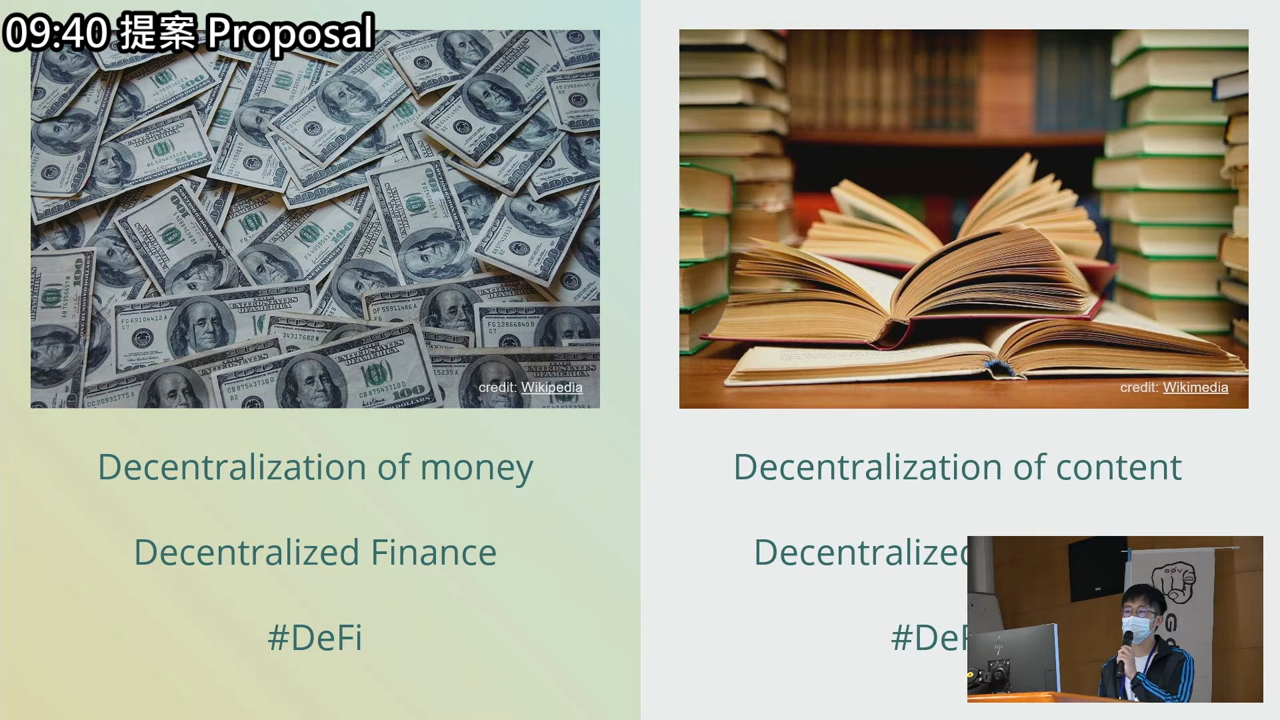 09:40 提案 Proposal
credit: Wikipedia
Decentralization of money
Decentralized Finance
#DeFi
credit: Wikimedia
Decentralization of content
Decentralized